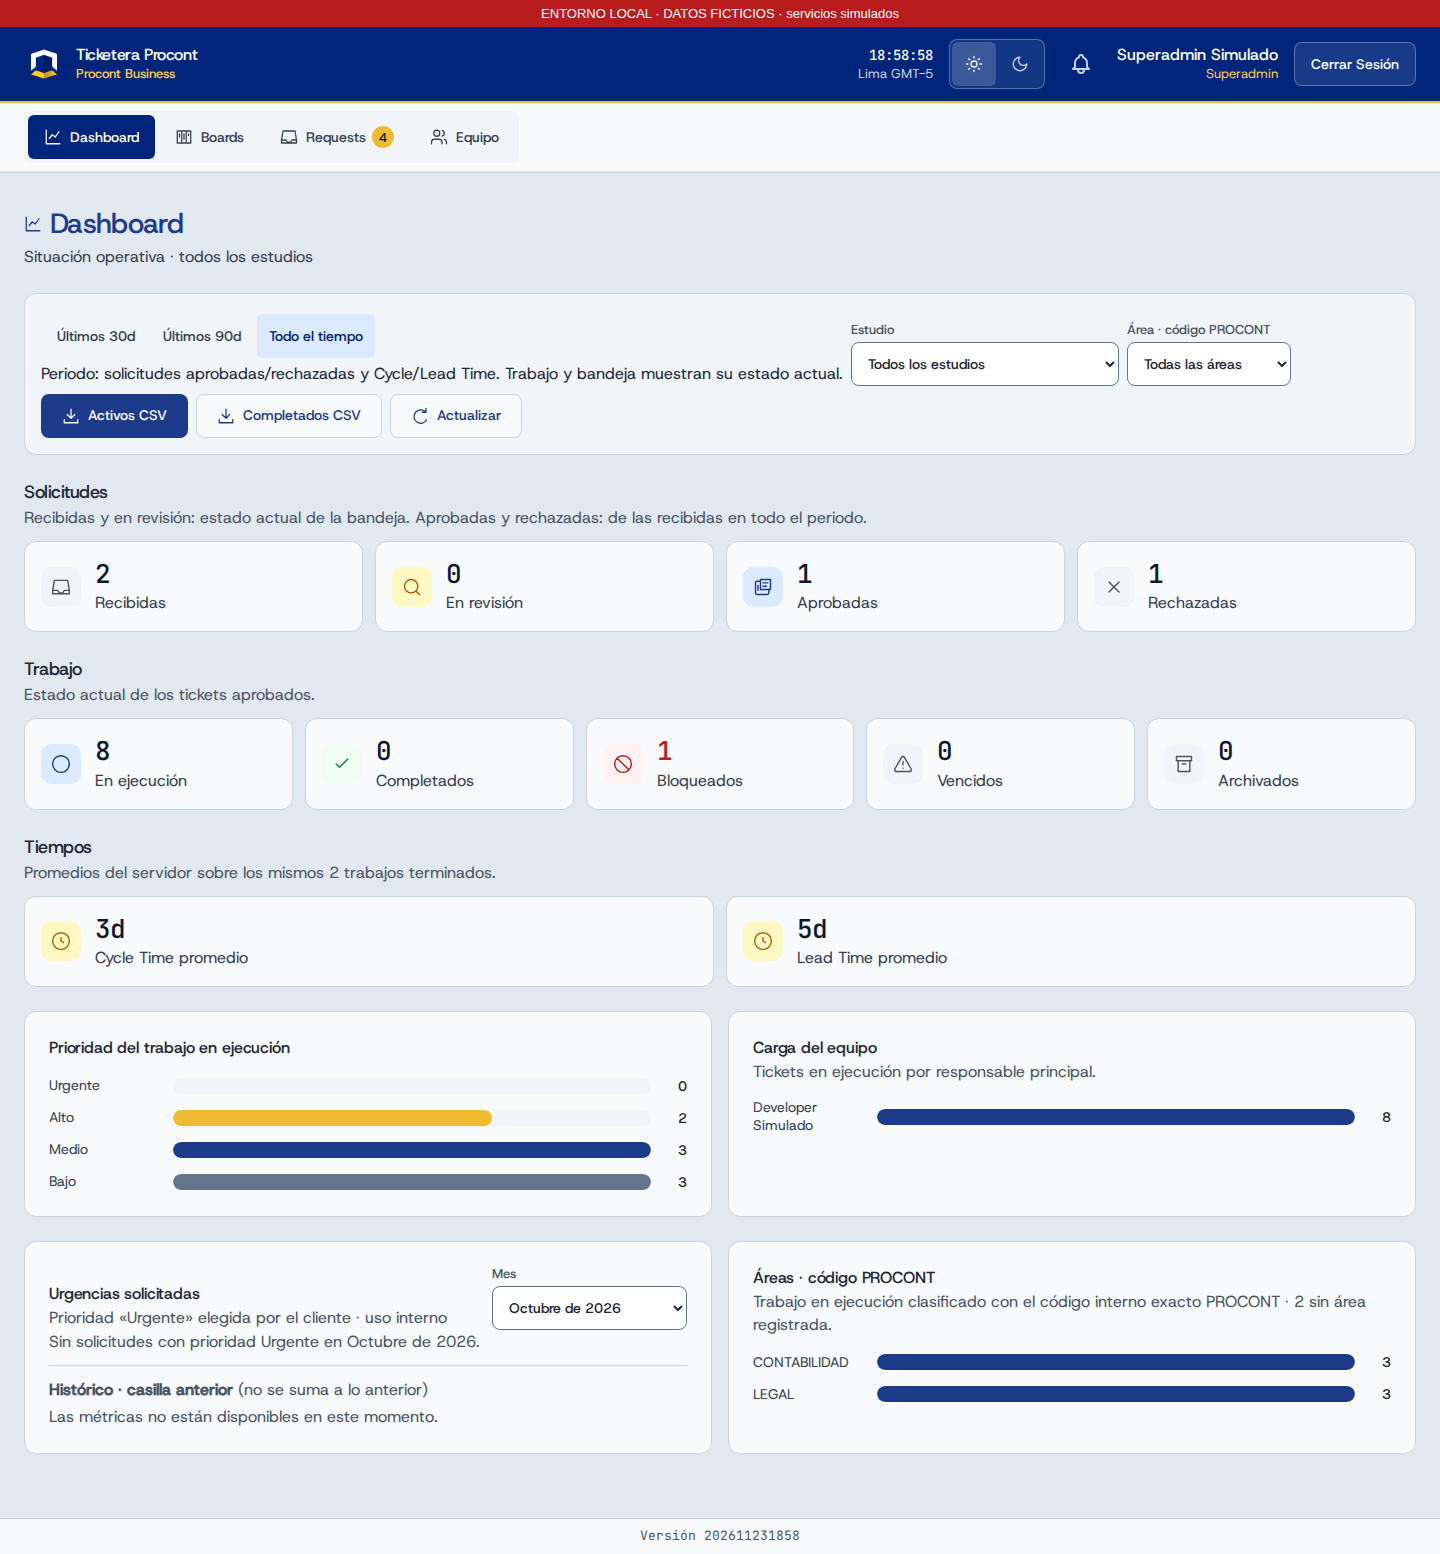 ENTORNO LOCAL · DATOS FICTICIOS · servicios simulados
Ticketera Procont
Procont Business
18:58:58
Lima GMT-5
Superadmin Simulado
Superadmin
Cerrar Sesión
Dashboard
Boards
Requests 4
Equipo
Dashboard
Situación operativa · todos los estudios
Últimos 30d
Últimos 90d
Todo el tiempo
Periodo: solicitudes aprobadas/rechazadas y Cycle/Lead Time. Trabajo y bandeja muestran su estado actual.
Estudio
Todos los estudios
Área · código PROCONT
Todas las áreas
Activos CSV
Completados CSV
Actualizar
Solicitudes
Recibidas y en revisión: estado actual de la bandeja. Aprobadas y rechazadas: de las recibidas en todo el periodo.
2
Recibidas
0
En revisión
1
Aprobadas
1
Rechazadas
Trabajo
Estado actual de los tickets aprobados.
8
En ejecución
0
Completados
1
Bloqueados
0
Vencidos
0
Archivados
Tiempos
Promedios del servidor sobre los mismos 2 trabajos terminados.
3d
Cycle Time promedio
5d
Lead Time promedio
Prioridad del trabajo en ejecución
Urgente 0
Alto 2
Medio 3
Bajo 3
Carga del equipo
Tickets en ejecución por responsable principal.
Developer
Simulado
8
Urgencias solicitadas
Prioridad «Urgente» elegida por el cliente · uso interno
Sin solicitudes con prioridad Urgente en Octubre de 2026.
Mes
Octubre de 2026
Histórico · casilla anterior (no se suma a lo anterior)
Las métricas no están disponibles en este momento.
Áreas · código PROCONT
Trabajo en ejecución clasificado con el código interno exacto PROCONT · 2 sin área
registrada.
CONTABILIDAD 3
LEGAL 3
Versión 202611231858